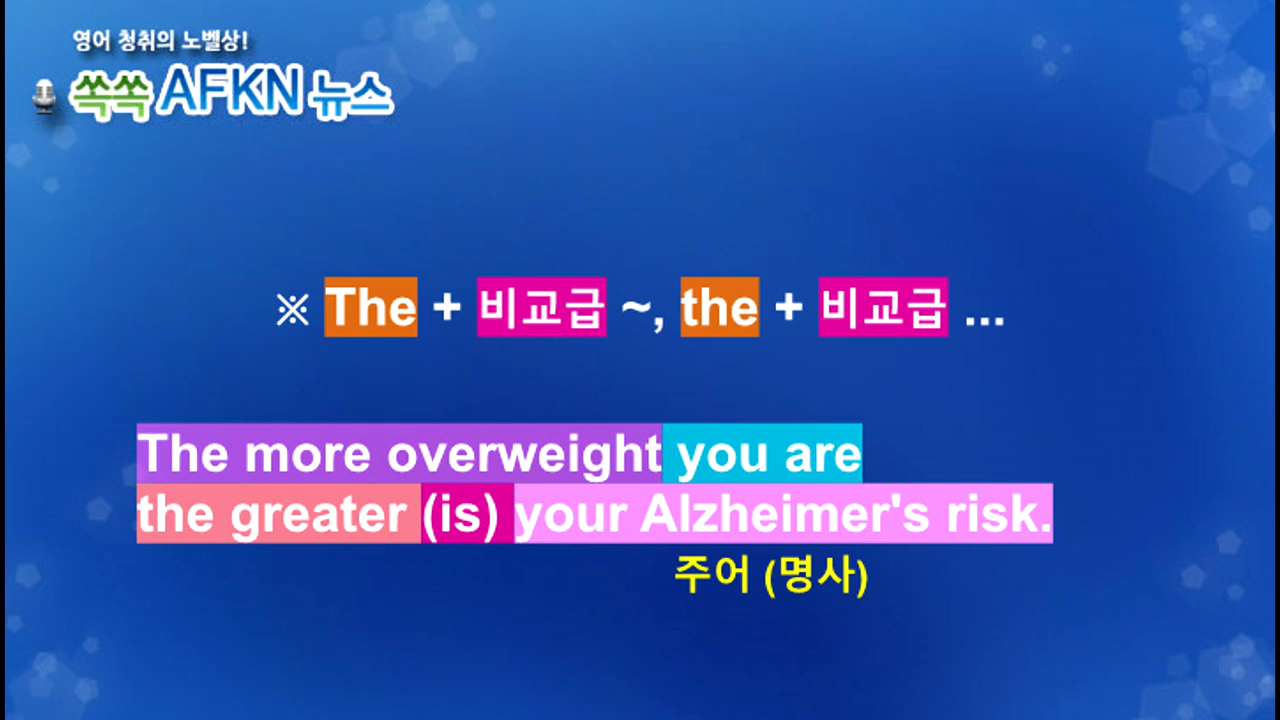 영어 청취의 노벨상!
쏙쏙 AFKN 뉴스
※ The + 비교급 ~, the + 비교급 ...
The more overweight you are
the greater (is) your Alzheimer's risk.
주어 (명사)